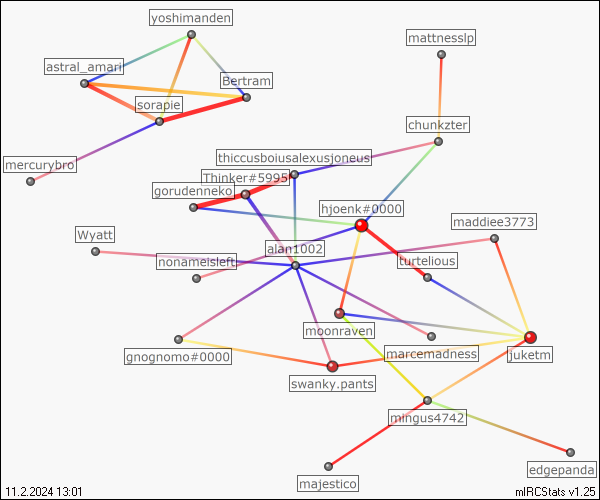 yoshimanden
mattnesslp
astral_amari
Bertram
sorapie
chunkzter
mercurybro
thiccusboiusalexusjoneus
Thinker#5995
gorudenneko
hjoenk#0000
maddiee3773
Wyatt
alan1002
nonameisleft
turtelious
moonraven
gnognomo#0000
marcemadness
juketm
swanky.pants
mingus4742
edgepanda
majestico
11.2.2024 13:01
mIRCStats v1.25